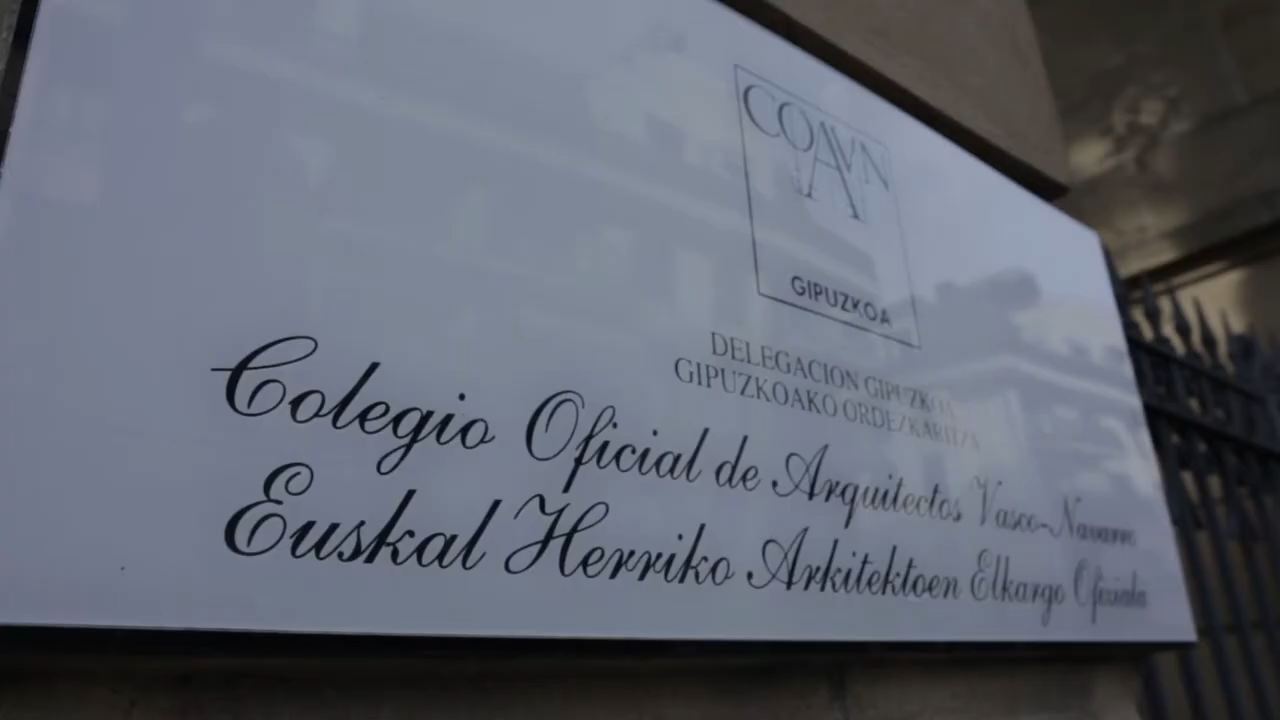 COAVN
GIPUZKOA
DELEGACION GIPUZKOA
GIPUZKOAKO ORDEZKARITZA
Colegio Oficial de Arquitectos Vasco-Navarro
Euskal Herriko Arkitektoen Elkargo Ofiziala